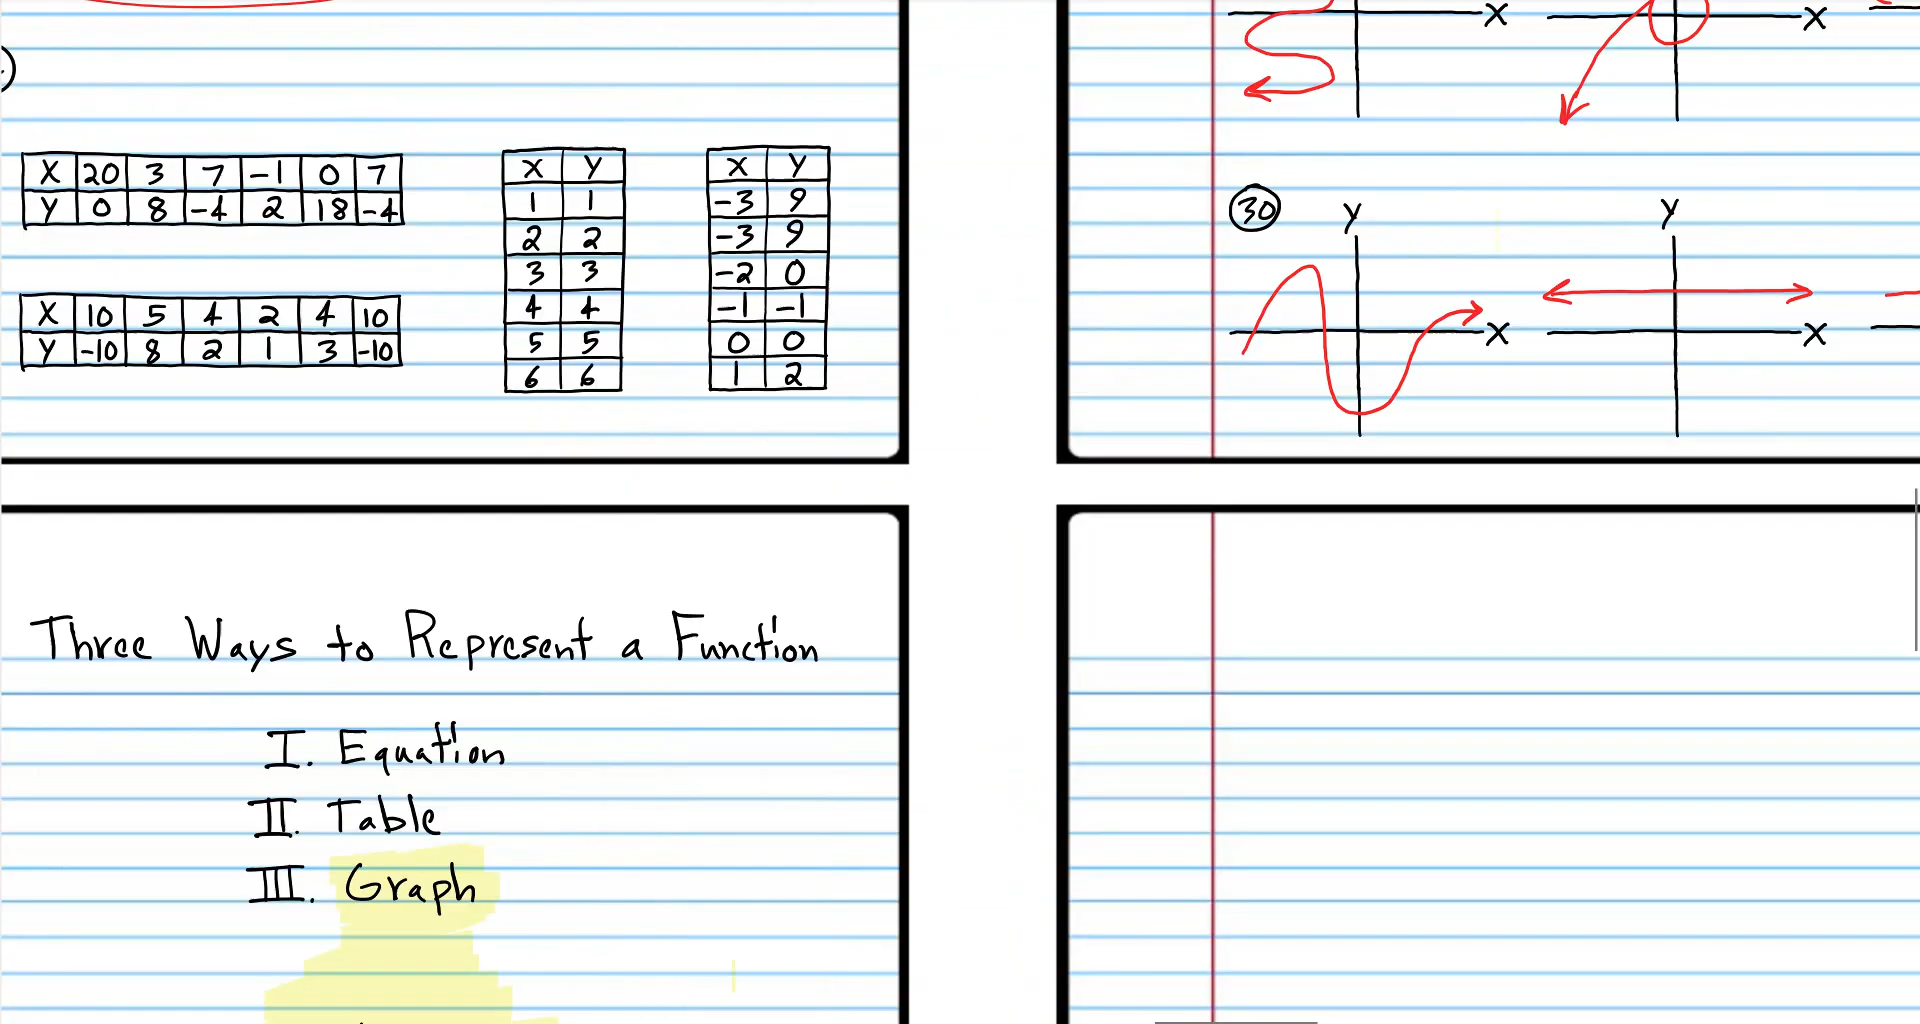 X 20 3 7 -1 0 7
Y 0 8 -4 2 18 -4
X 10 5 4 2 4 10
Y -10 8 2 1 3 -10
X Y
1 1
2 2
3 3
4 4
5 5
6 6
X Y
-3 9
-3 9
-2 0
-1 -1
0 0
1 2
X
X
30
Y
X
Y
X
Three Ways to Represent a Function
I. Equation
II. Table
III. Graph